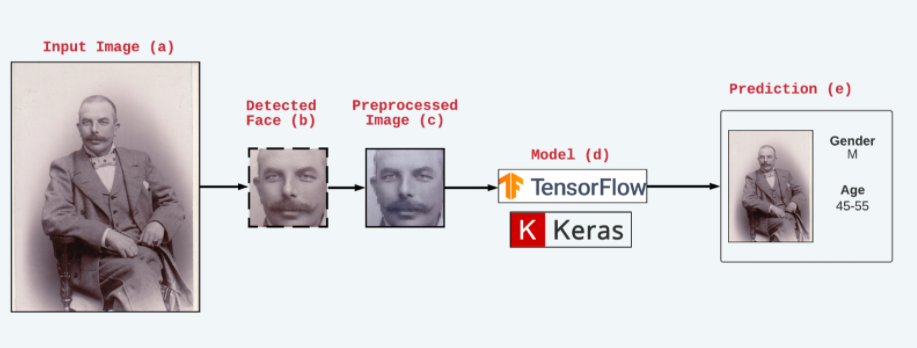 Input Image (a)
Detected
Face (b)
Preprocessed
Image (c)
Model (d)
TensorFlow
K Keras
Prediction (e)
Gender
M
Age
45-55